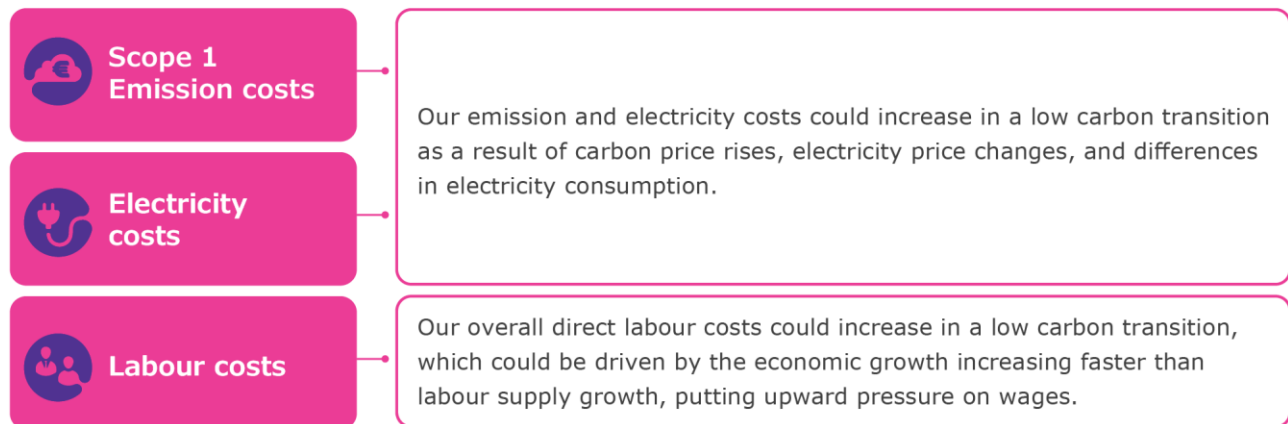 Scope 1
Emission costs
Our emission and electricity costs could increase in a low carbon transition
as a result of carbon price rises, electricity price changes, and differences
in electricity consumption.
Electricity
costs
Labour costs
Our overall direct labour costs could increase in a low carbon transition,
which could be driven by the economic growth increasing faster than
labour supply growth, putting upward pressure on wages.